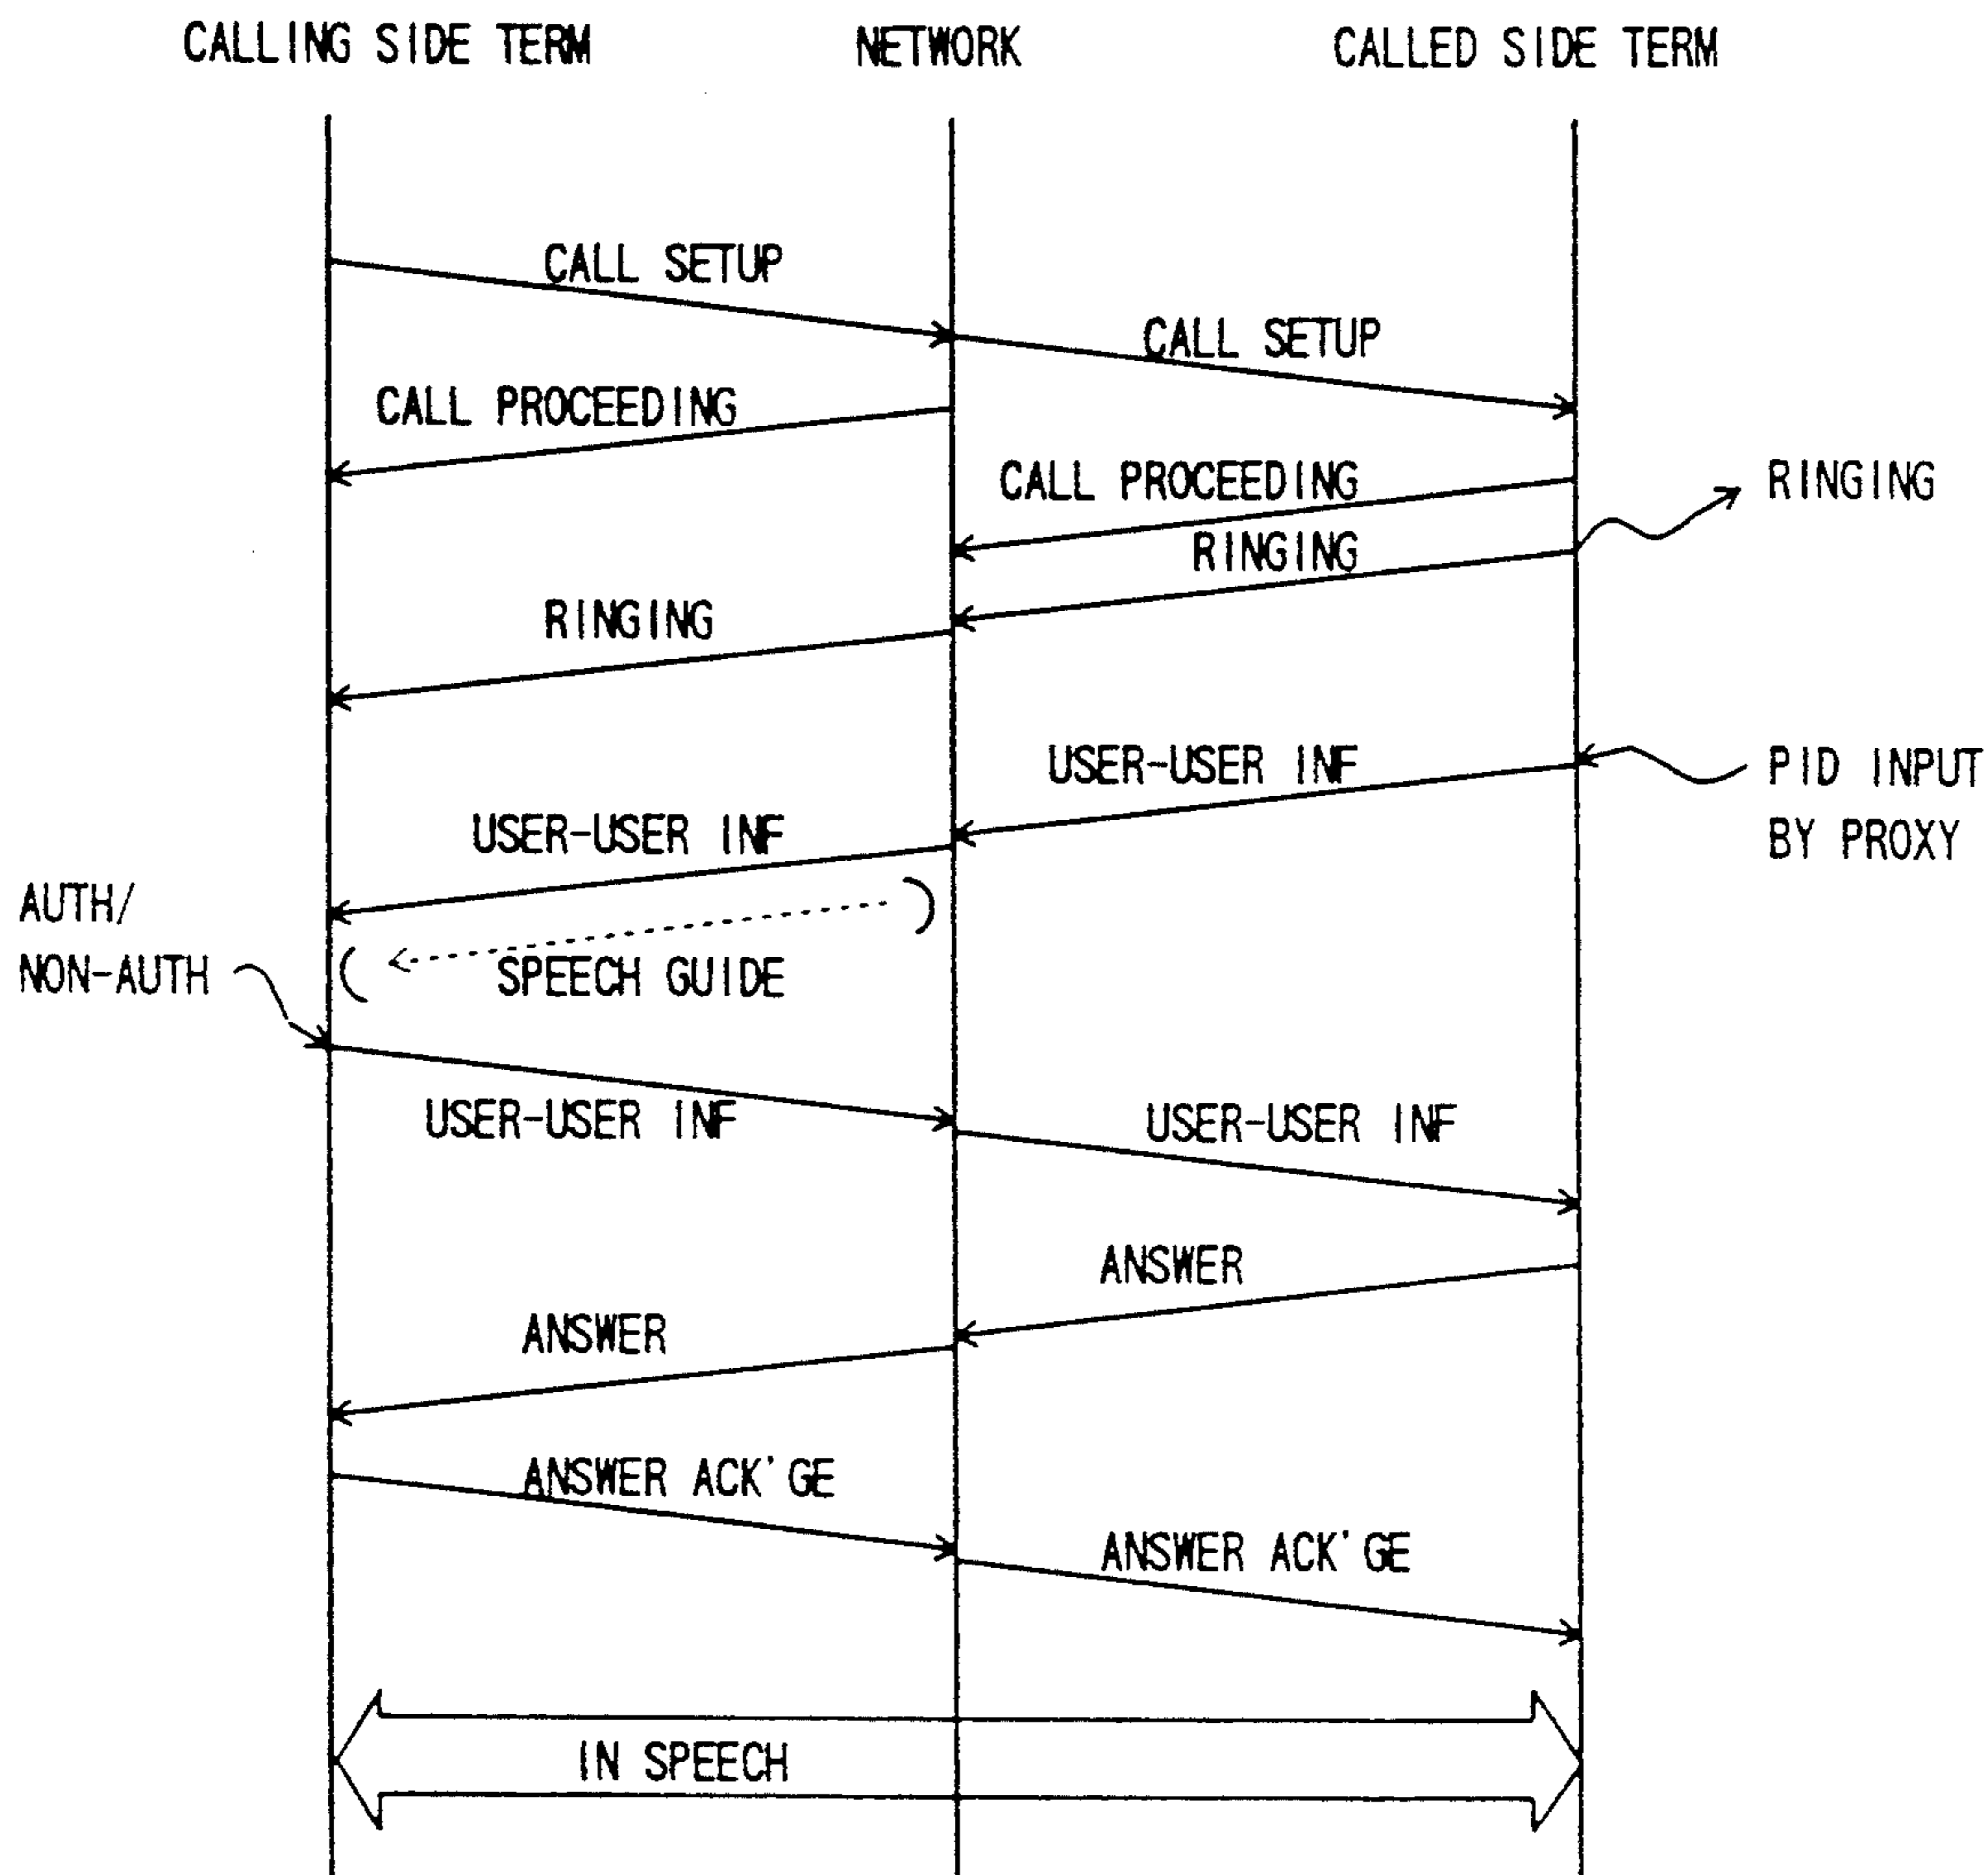 CALLING SIDE TERM
NETWORK
CALLED SIDE TERM
CALL SETUP
CALL SETUP
CALL PROCEEDING
CALL PROCEEDING
RINGING
RINGING
RINGING
USER-USER INF
PID INPUT
BY PROXY
USER-USER INF
AUTH/
NON-AUTH
SPEECH GUIDE
USER-USER INF
USER-USER INF
ANSWER
ANSWER
ANSWER ACK'GE
ANSWER ACK'GE
IN SPEECH